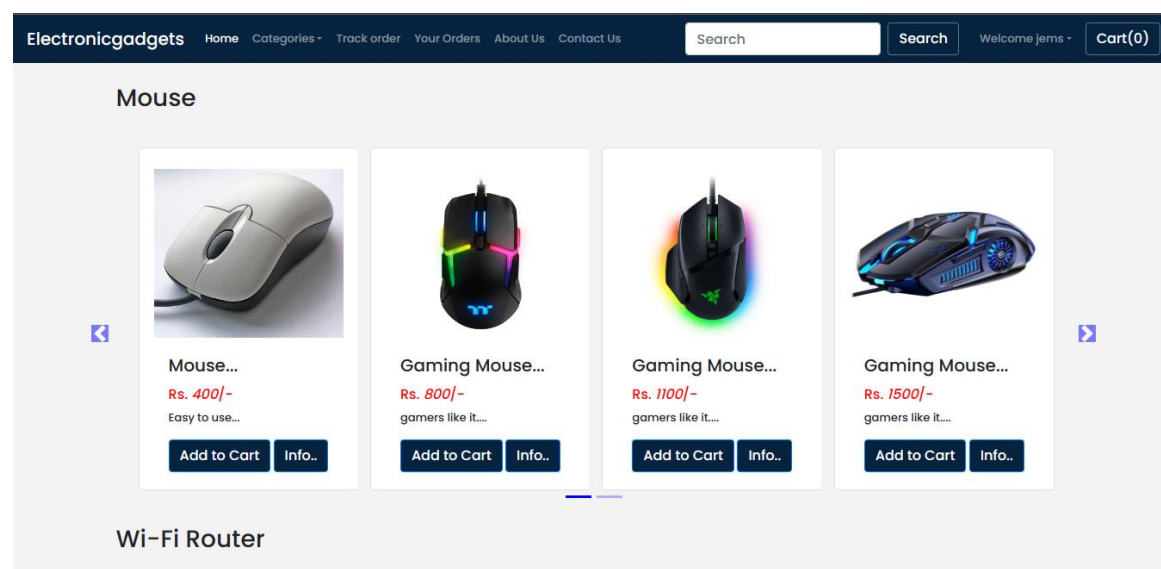 Electronicgadgets Home Categories Track order Your Orders About Us Contact Us Search Search Welcome jems Cart(0)
Mouse
Mouse... Gaming Mouse... Gaming Mouse... Gaming Mouse...
Rs. 400/- Rs. 800/- Rs. 1100/- Rs. 1500/-
Easy to use... gamers like it.... gamers like it.... gamers like it....
Add to Cart Info.. Add to Cart Info.. Add to Cart Info.. Add to Cart Info..
Wi-Fi Router